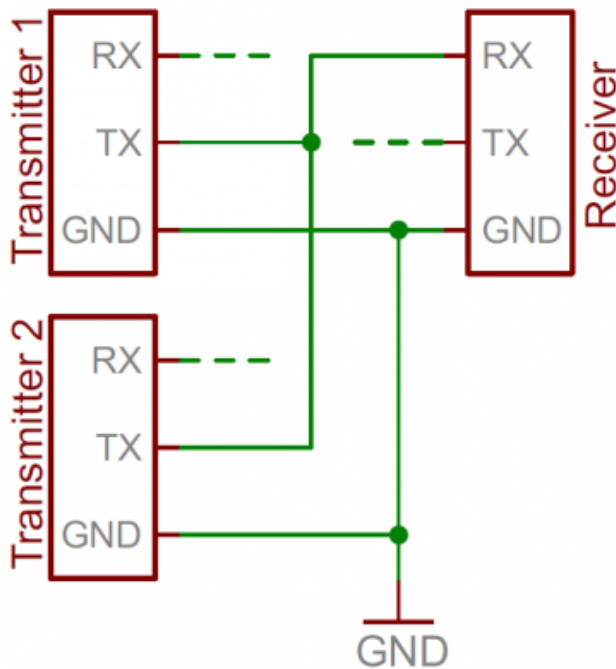 Transmitter 1
RX
TX
GND
Receiver
RX
TX
GND
Transmitter 2
RX
TX
GND
GND